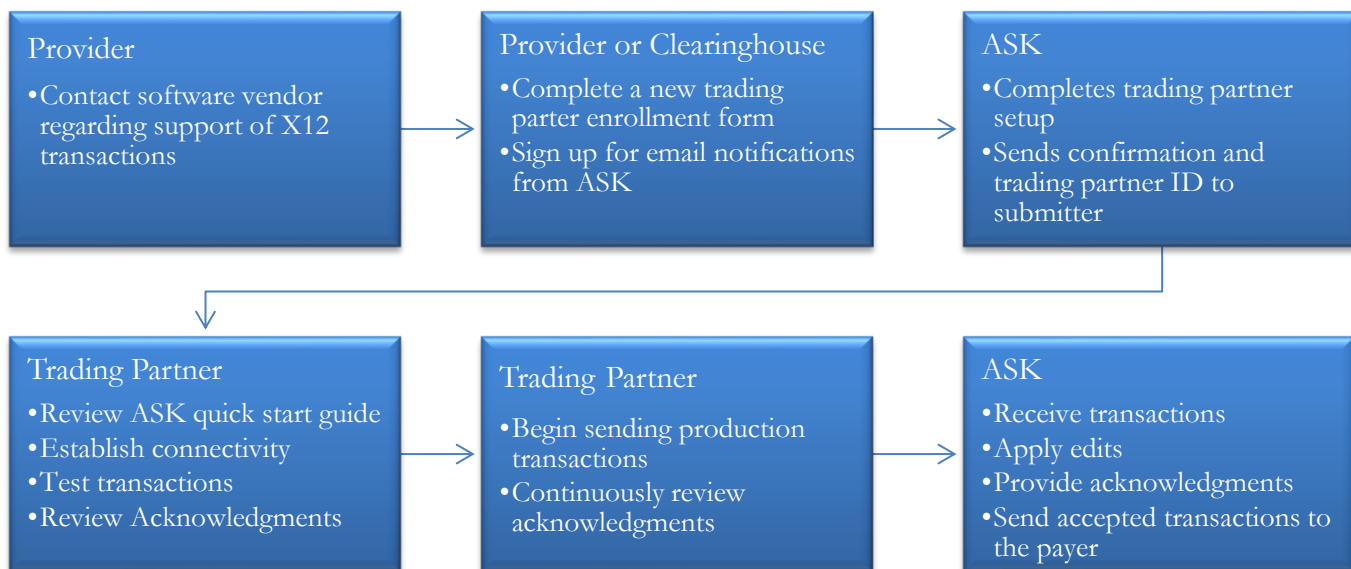 Provider
•Contact software vendor
regarding support of X12
transactions
Provider or Clearinghouse
•Complete a new trading
parter enrollment form
•Sign up for email notifications
from ASK
ASK
•Completes trading partner
setup
•Sends confirmation and
trading partner ID to
submitter
Trading Partner
•Review ASK quick start guide
•Establish connectivity
•Test transactions
•Review Acknowledgments
Trading Partner
•Begin sending production
transactions
•Continuously review
acknowledgments
ASK
•Receive transactions
•Apply edits
•Provide acknowledgments
•Send accepted transactions to
the payer